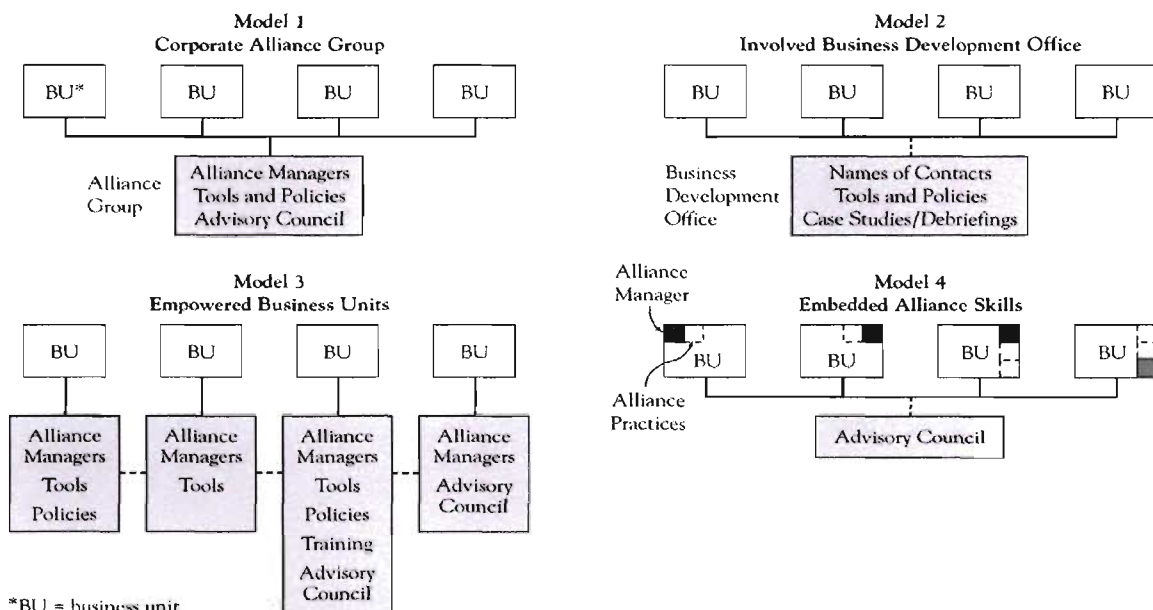 Model 1
Corporate Alliance Group
BU*
BU
BU
BU
Alliance
Group
Alliance Managers
Tools and Policies
Advisory Council
Model 2
Involved Business Development Office
BU
BU
BU
BU
Business
Development
Office
Names of Contacts
Tools and Policies
Case Studies/Debriefings
Model 3
Empowered Business Units
BU
BU
BU
BU
Alliance
Managers
Tools
Policies
Alliance
Managers
Tools
Alliance
Managers
Tools
Policies
Training
Advisory
Council
Alliance
Managers
Advisory
Council
Model 4
Embedded Alliance Skills
Alliance
Manager
BU
BU
BU
BU
Alliance
Practices
Advisory Council
*BU = business unit